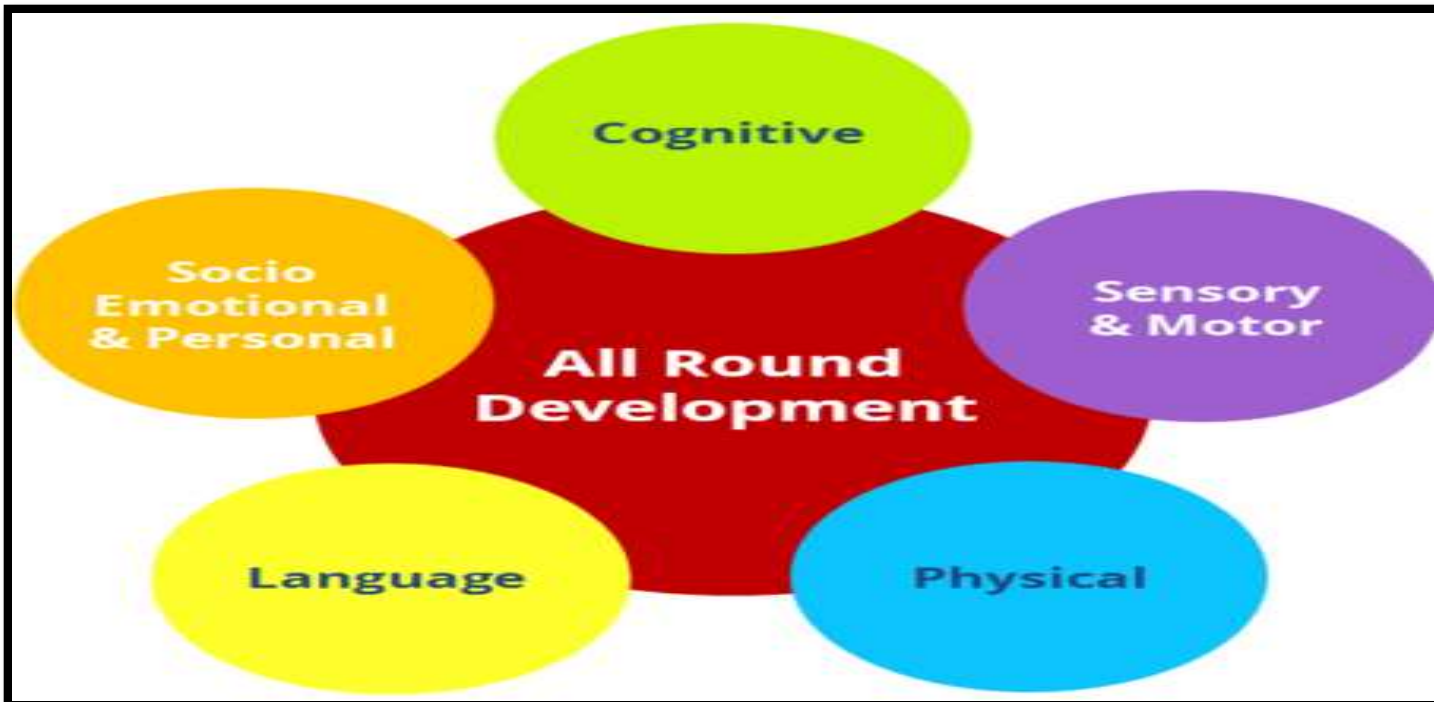 Cognitive
Socio
Emotional
& Personal
Sensory
& Motor
All Round
Development
Language
Physical